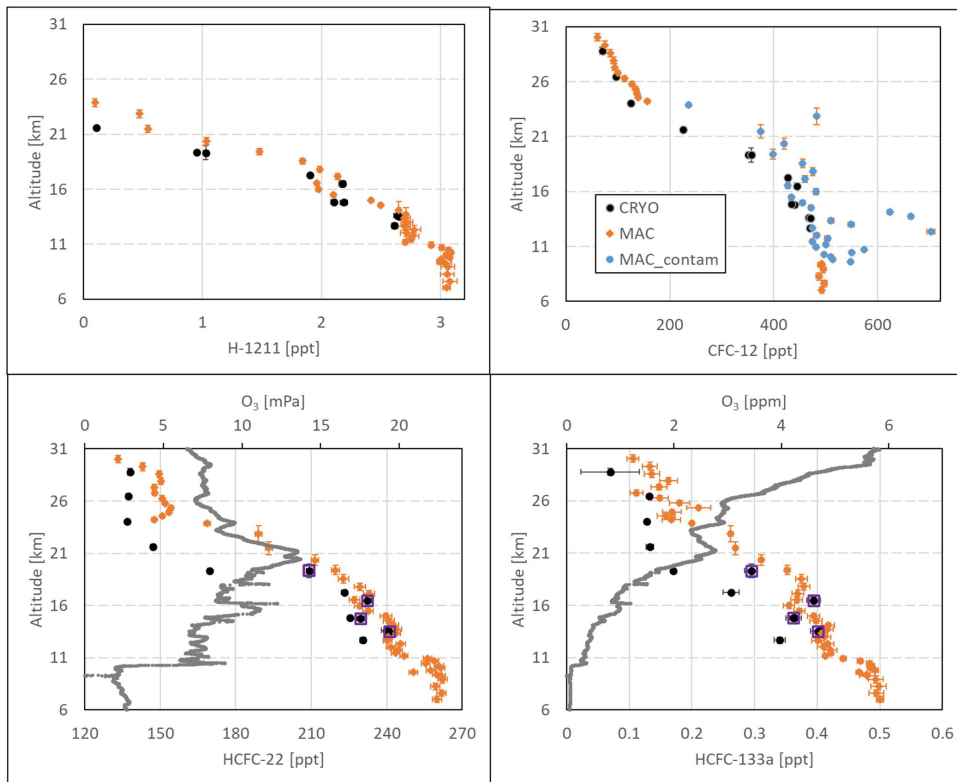 31
26
21
16
11
6
Altitude [km]
0 1 2 3
H-1211 [ppt]
31
26
21
16
11
6
Altitude [km]
CRYO
MAC
MAC_contam
0 200 400 600
CFC-12 [ppt]
O₃ [mPa]
0 5 10 15 20
31
26
21
16
11
6
Altitude [km]
120 150 180 210 240 270
HCFC-22 [ppt]
O₃ [ppm]
0 2 4 6
31
26
21
16
11
6
Altitude [km]
0 0.1 0.2 0.3 0.4 0.5 0.6
HCFC-133a [ppt]